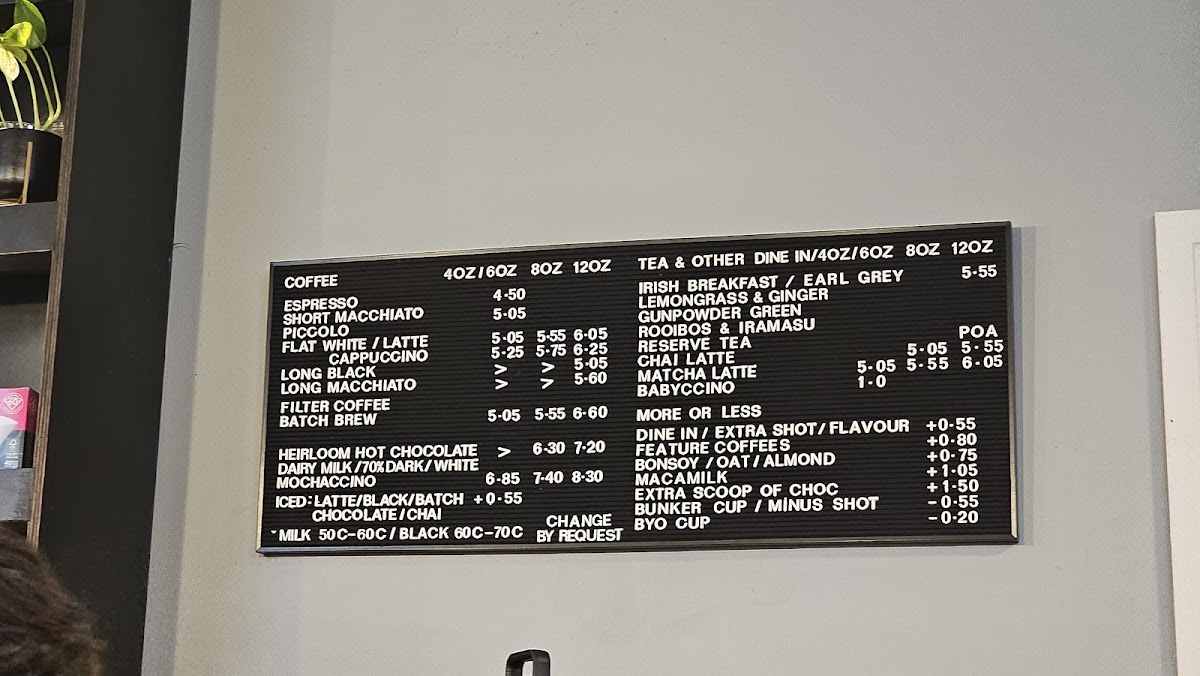 COFFEE 4OZ/6OZ 8OZ 12OZ
ESPRESSO 4·50
SHORT MACCHIATO 5·05
PICCOLO
FLAT WHITE / LATTE 5·05 5·55 6·05
CAPPUCCINO 5·25 5·75 6·25
LONG BLACK > > 5·05
LONG MACCHIATO > > 5·60
FILTER COFFEE
BATCH BREW 5·05 5·55 6·60
HEIRLOOM HOT CHOCOLATE > 6·30 7·20
DAIRY MILK/70% DARK/WHITE
MOCHACCINO 6·85 7·40 8·30
ICED: LATTE/BLACK/BATCH +0·55
CHOCOLATE/CHAI
MILK 50C-60C / BLACK 60C-70C CHANGE
BY REQUEST
TEA & OTHER DINE IN/4OZ/6OZ 8OZ 12OZ
IRISH BREAKFAST / EARL GREY 5·55
LEMONGRASS & GINGER
GUNPOWDER GREEN
ROOIBOS & IRAMASU
RESERVE TEA POA
CHAI LATTE 5·05 5·55
MATCHA LATTE 5·05 5·55 6·05
BABYCCINO 1·0
MORE OR LESS
DINE IN / EXTRA SHOT/ FLAVOUR +0·55
FEATURE COFFEES +0·80
BONSOY / OAT / ALMOND +0·75
MACAMILK +1·05
EXTRA SCOOP OF CHOC +1·50
BUNKER CUP / MINUS SHOT -0·55
BYO CUP -0·20